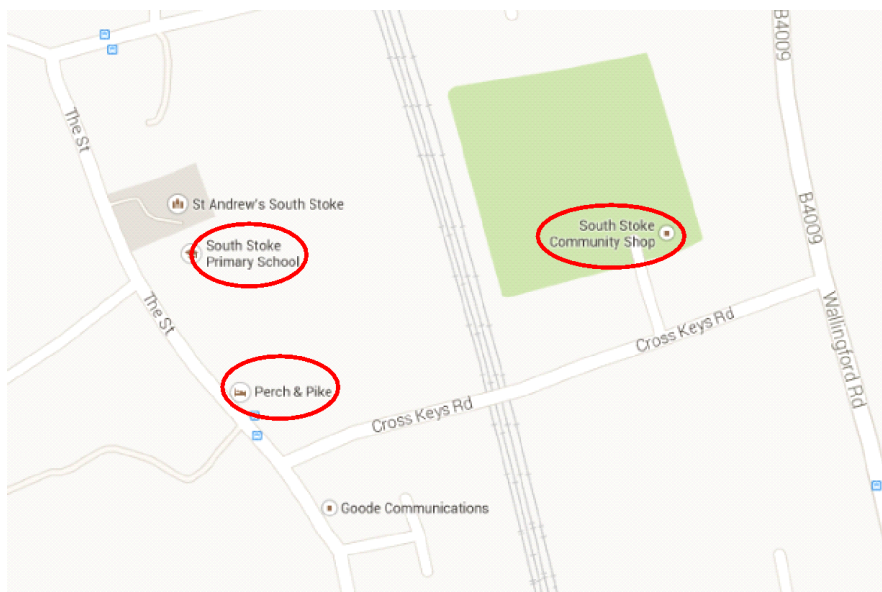 B4009
The St
St Andrew's South Stoke
South Stoke
Primary School
South Stoke
Community Shop
B4009
The St
Wallingford Rd
Cross Keys Rd
Perch & Pike
Cross Keys Rd
Goode Communications